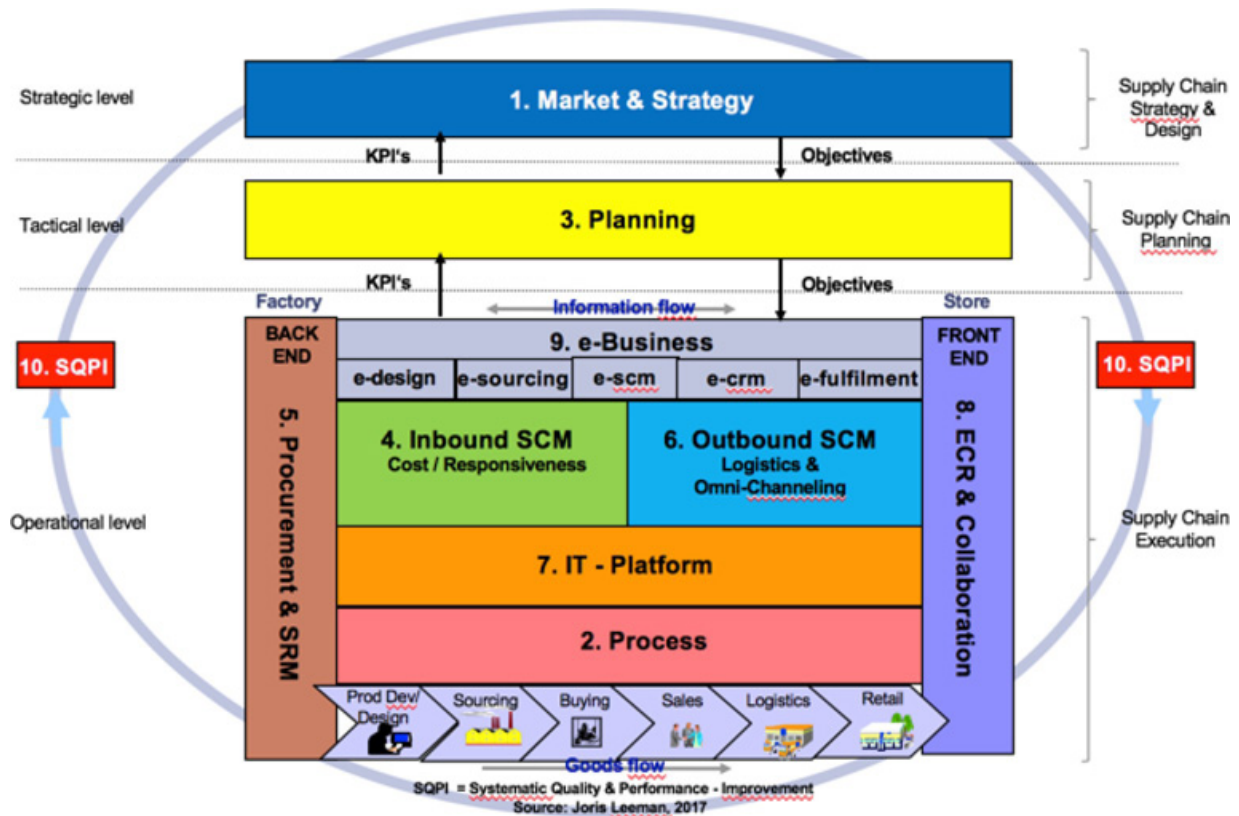 Strategic level
1. Market & Strategy
Supply Chain
Strategy &
Design
KPI's
Objectives
Tactical level
3. Planning
Supply Chain
Planning
KPI's
Objectives
Factory
Information flow
Store
BACK
END
9. e-Business
FRONT
END
10. SQPI
10. SQPI
e-design
e-sourcing
e-scm
e-crm
e-fulfilment
5. Procurement & SRM
4. Inbound SCM
Cost / Responsiveness
6. Outbound SCM
Logistics &
Omni-Channeling
8. ECR & Collaboration
Operational level
Supply Chain
Execution
7. IT - Platform
2. Process
Prod Dev/
Design
Sourcing
Buying
Sales
Logistics
Retail
Goods flow
SQPI = Systematic Quality & Performance - Improvement
Source: Joris Leeman, 2017